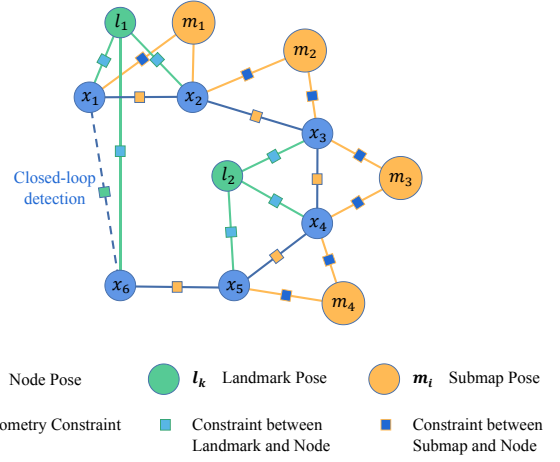 l₁
m₁
m₂
x₁
x₂
x₃
l₂
m₃
Closed-loop
detection
x₄
x₆
x₅
m₄
Node Pose
lₖ Landmark Pose
mᵢ Submap Pose
ometry Constraint
Constraint between
Landmark and Node
Constraint between
Submap and Node